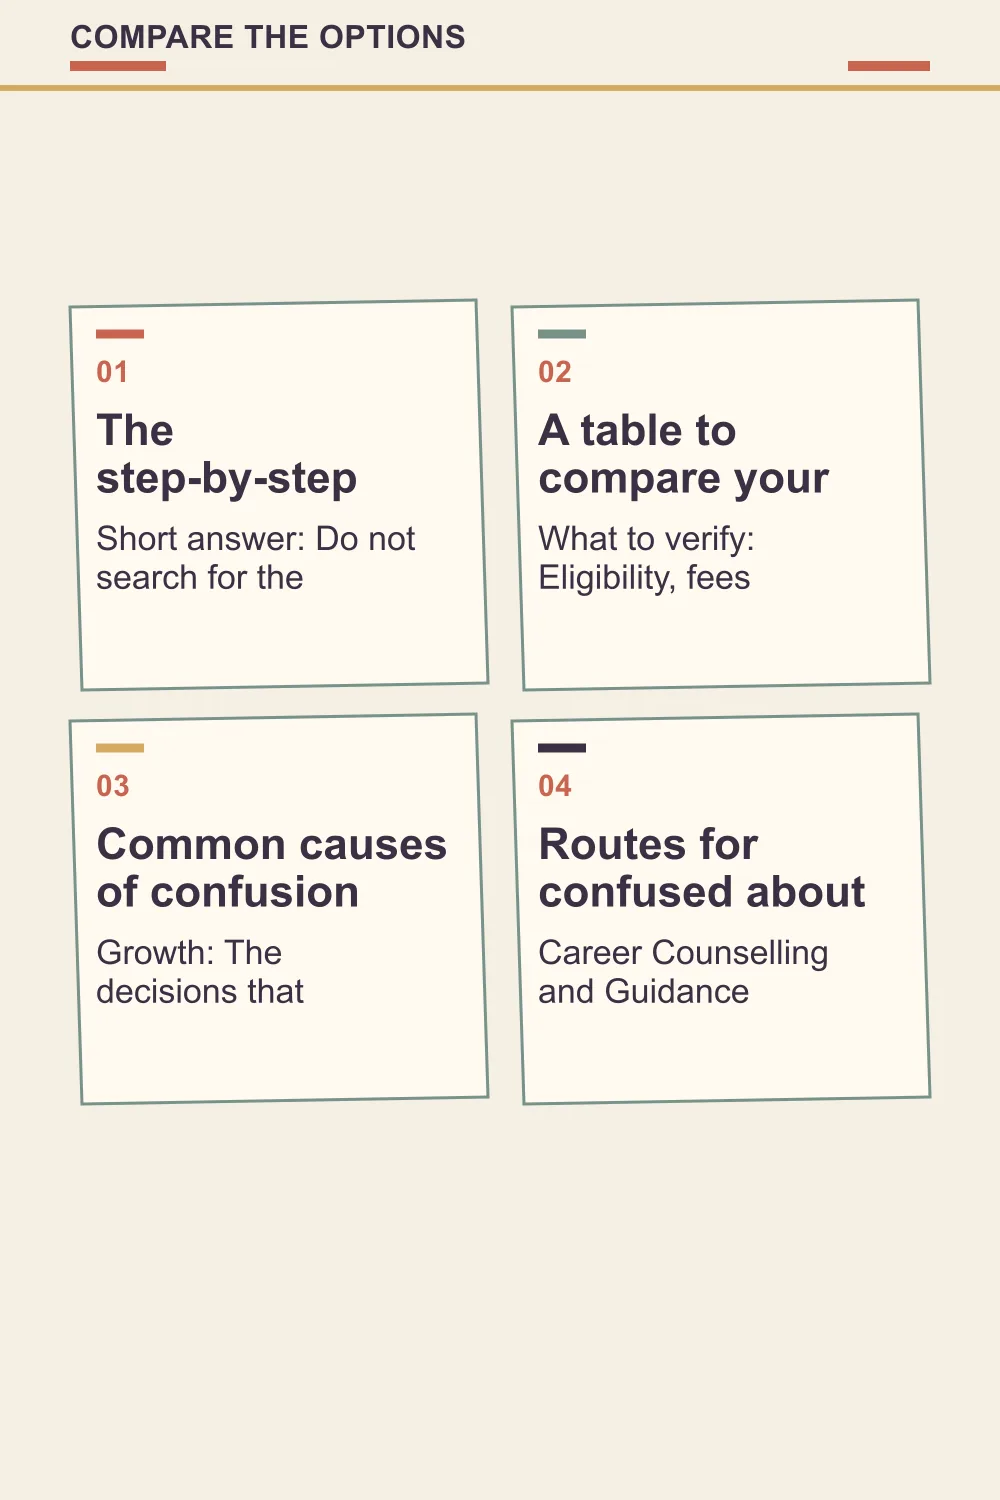 COMPARE THE OPTIONS
01
The
step-by-step
Short answer: Do not
search for the
02
A table to
compare your
What to verify:
Eligibility, fees
03
Common causes
of confusion
Growth: The
decisions that
04
Routes for
confused about
Career Counselling
and Guidance